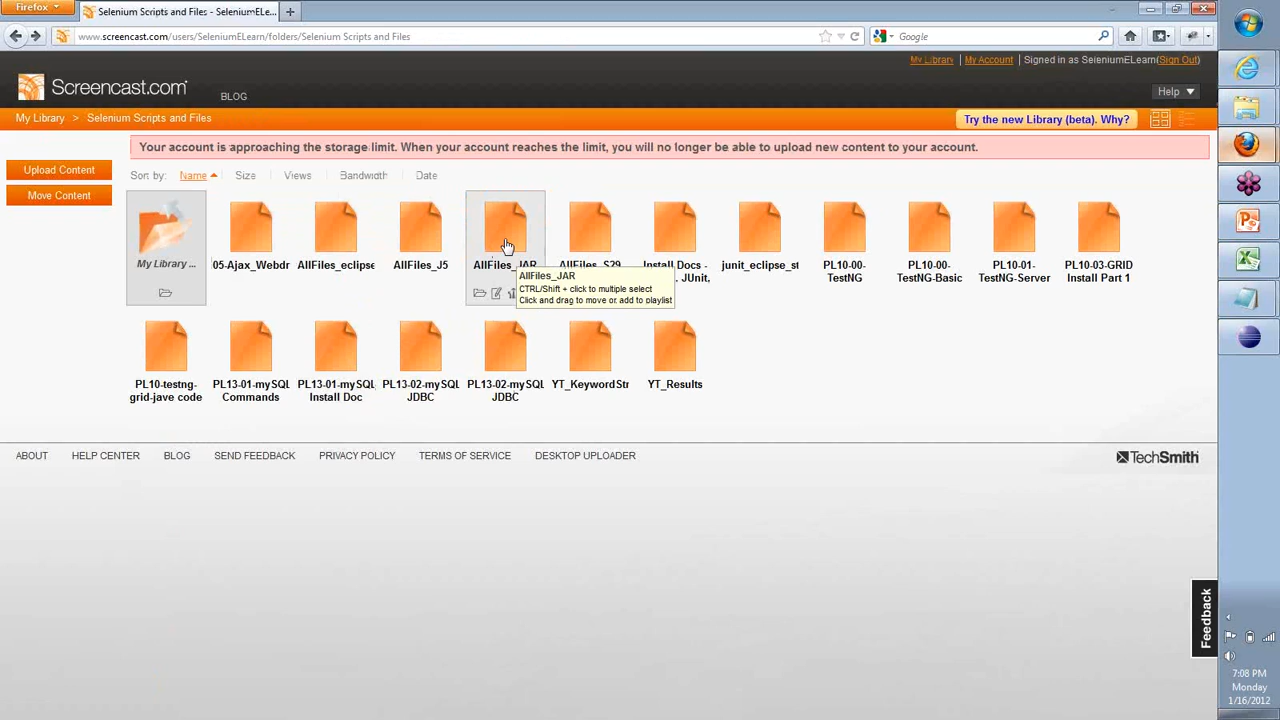 Firefox
Selenium Scripts and Files - SeleniumELe...
www.screencast.com/users/SeleniumELearn/folders/Selenium Scripts and Files
Google
My Library | My Account | Signed in as SeleniumELearn(Sign Out)
Screencast.com
BLOG
Help
My Library > Selenium Scripts and Files
Try the new Library (beta). Why?
Your account is approaching the storage limit. When your account reaches the limit, you will no longer be able to upload new content to your account.
Upload Content
Move Content
Sort by: Name Size Views Bandwidth Date
My Library ...
05-Ajax_Webdr
AllFiles_eclipse
AllFiles_J5
AllFiles_JAR
AllFiles_S29
Install Docs -
, JUnit,
junit_eclipse_st
PL10-00-
TestNG
PL10-00-
TestNG-Basic
PL10-01-
TestNG-Server
PL10-03-GRID
Install Part 1
AllFiles_JAR
CTRL/Shift + click to multiple select
Click and drag to move or add to playlist
PL10-testng-
grid-jave code
PL13-01-mySQL
Commands
PL13-01-mySQL
Install Doc
PL13-02-mySQL
JDBC
PL13-02-mySQL
JDBC
YT_KeywordStr
YT_Results
ABOUT HELP CENTER BLOG SEND FEEDBACK PRIVACY POLICY TERMS OF SERVICE DESKTOP UPLOADER
TechSmith
Feedback
7:08 PM
Monday
1/16/2012